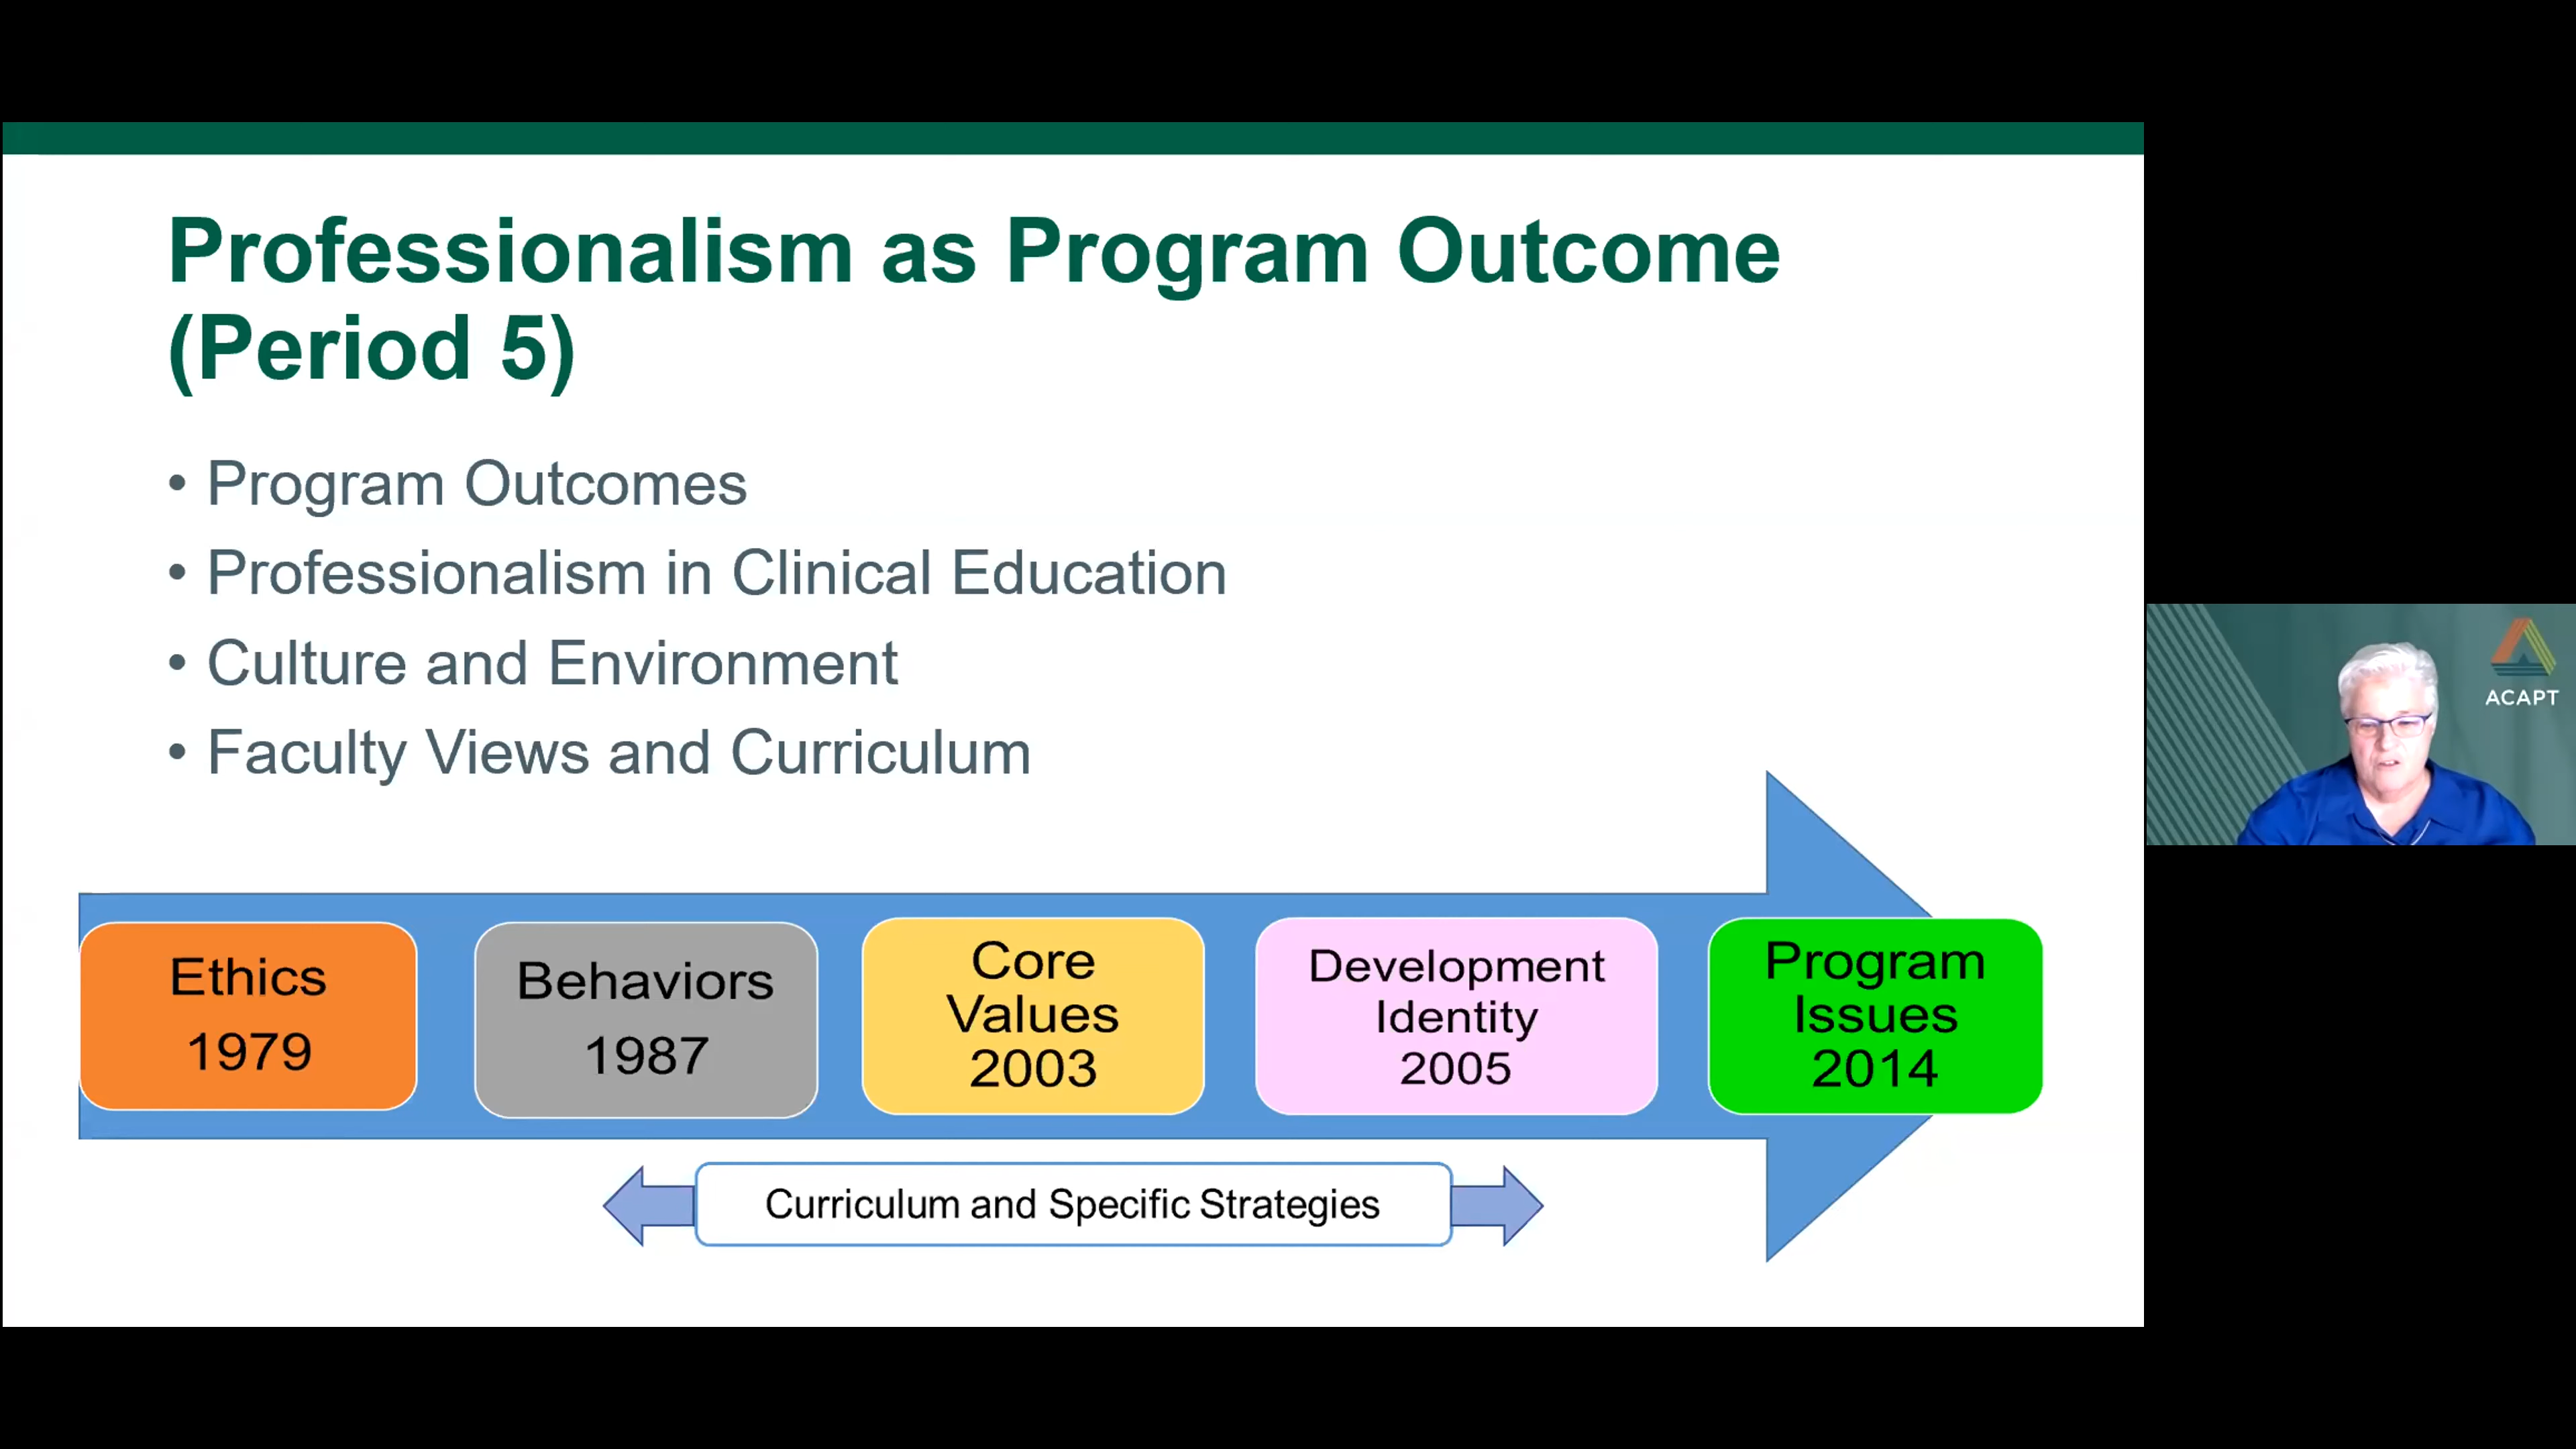 Professionalism as Program Outcome
(Period 5)
• Program Outcomes
• Professionalism in Clinical Education
• Culture and Environment
• Faculty Views and Curriculum
ACAPT
Ethics
1979
Behaviors
1987
Core
Values
2003
Development
Identity
2005
Program
Issues
2014
Curriculum and Specific Strategies